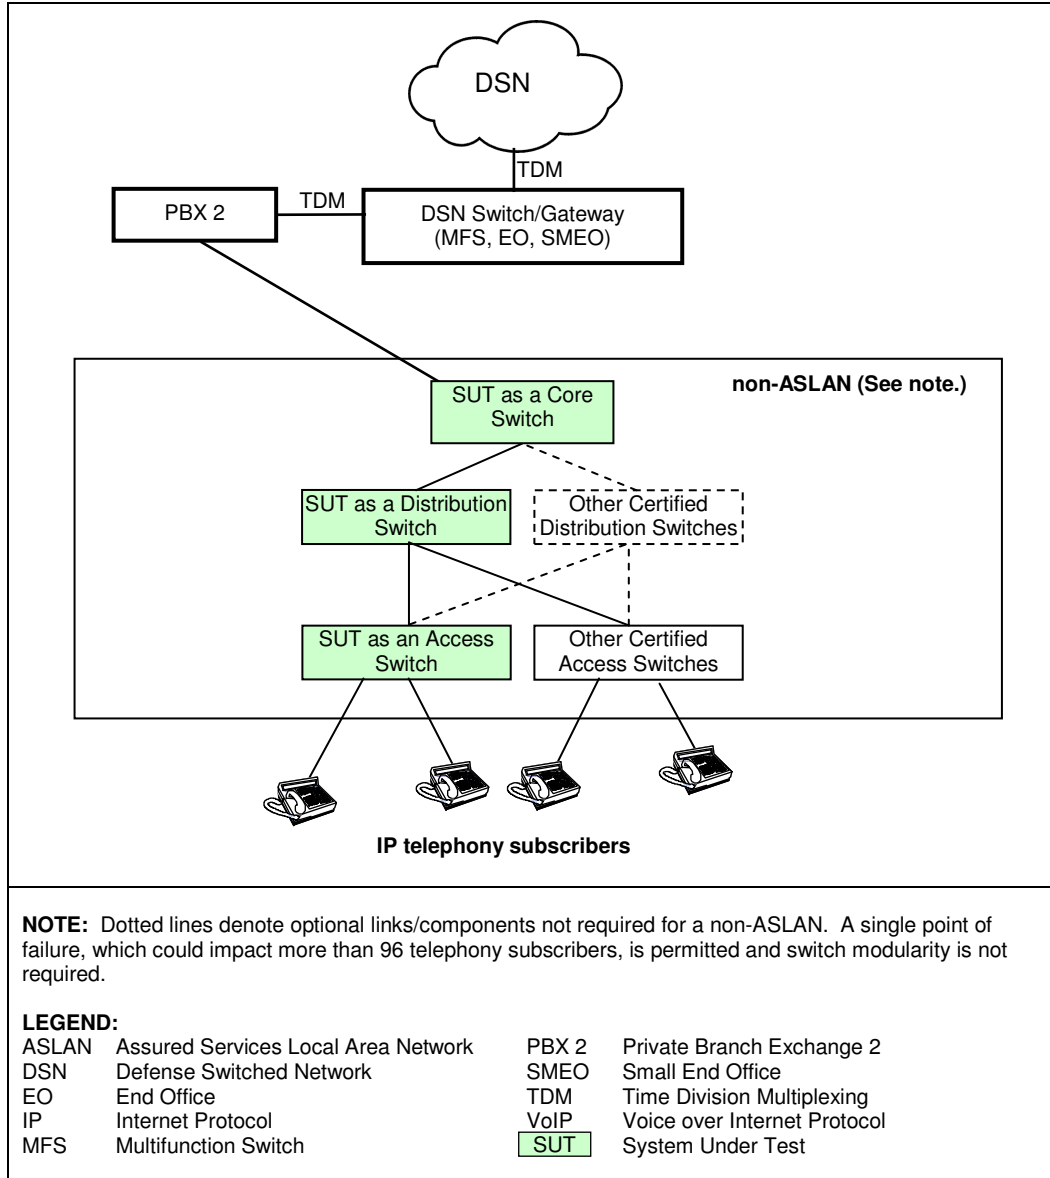 DSN
TDM
PBX 2
TDM
DSN Switch/Gateway
(MFS, EO, SMEO)
non-ASLAN (See note.)
SUT as a Core
Switch
SUT as a Distribution
Switch
Other Certified
Distribution Switches
SUT as an Access
Switch
Other Certified
Access Switches
IP telephony subscribers
NOTE: Dotted lines denote optional links/components not required for a non-ASLAN. A single point of
failure, which could impact more than 96 telephony subscribers, is permitted and switch modularity is not
required.
LEGEND:
ASLAN Assured Services Local Area Network
DSN Defense Switched Network
EO End Office
IP Internet Protocol
MFS Multifunction Switch
PBX 2 Private Branch Exchange 2
SMEO Small End Office
TDM Time Division Multiplexing
VoIP Voice over Internet Protocol
SUT System Under Test